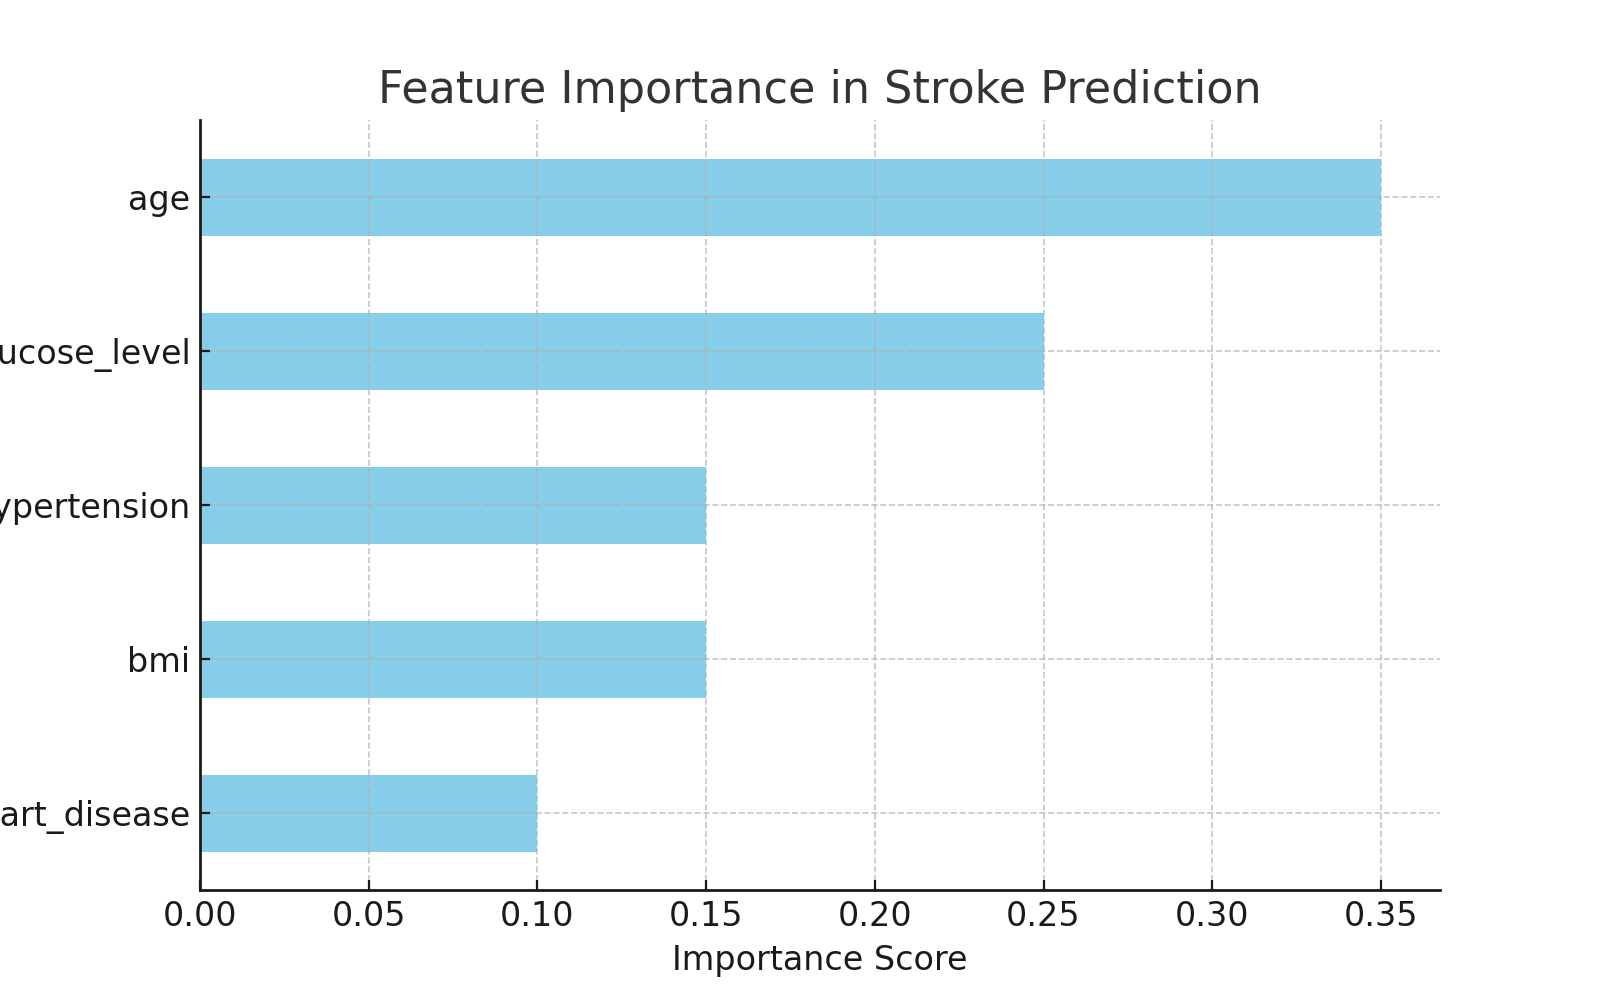 Feature Importance in Stroke Prediction
age
ucose_level
ypertension
bmi
art_disease
0.00 0.05 0.10 0.15 0.20 0.25 0.30 0.35
Importance Score